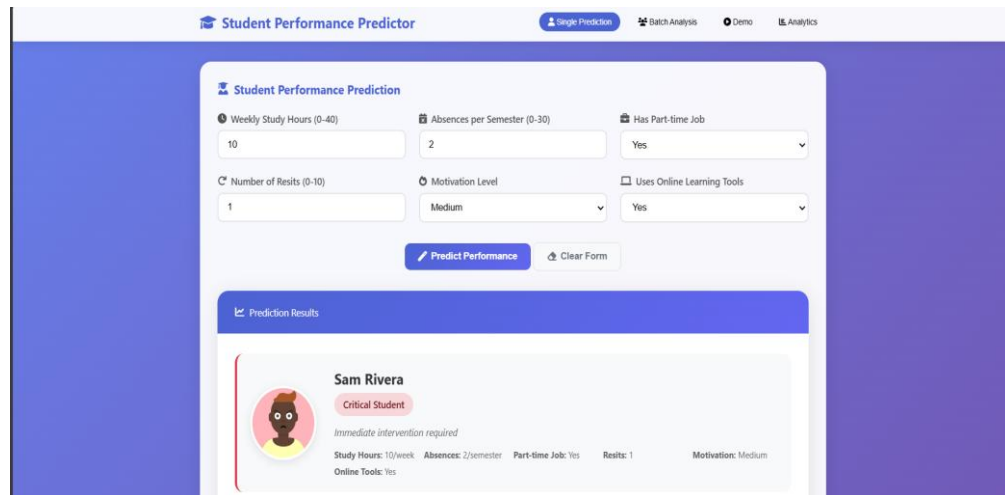 Student Performance Predictor
Single Prediction
Batch Analysis
Demo
Analytics
Student Performance Prediction
Weekly Study Hours (0-40)
Absences per Semester (0-30)
Has Part-time Job
10
2
Yes
Number of Resits (0-10)
Motivation Level
Uses Online Learning Tools
1
Medium
Yes
Predict Performance
Clear Form
Prediction Results
Sam Rivera
Critical Student
Immediate intervention required
Study Hours: 10/week Absences: 2/semester Part-time Job: Yes Resits: 1 Motivation: Medium
Online Tools: Yes